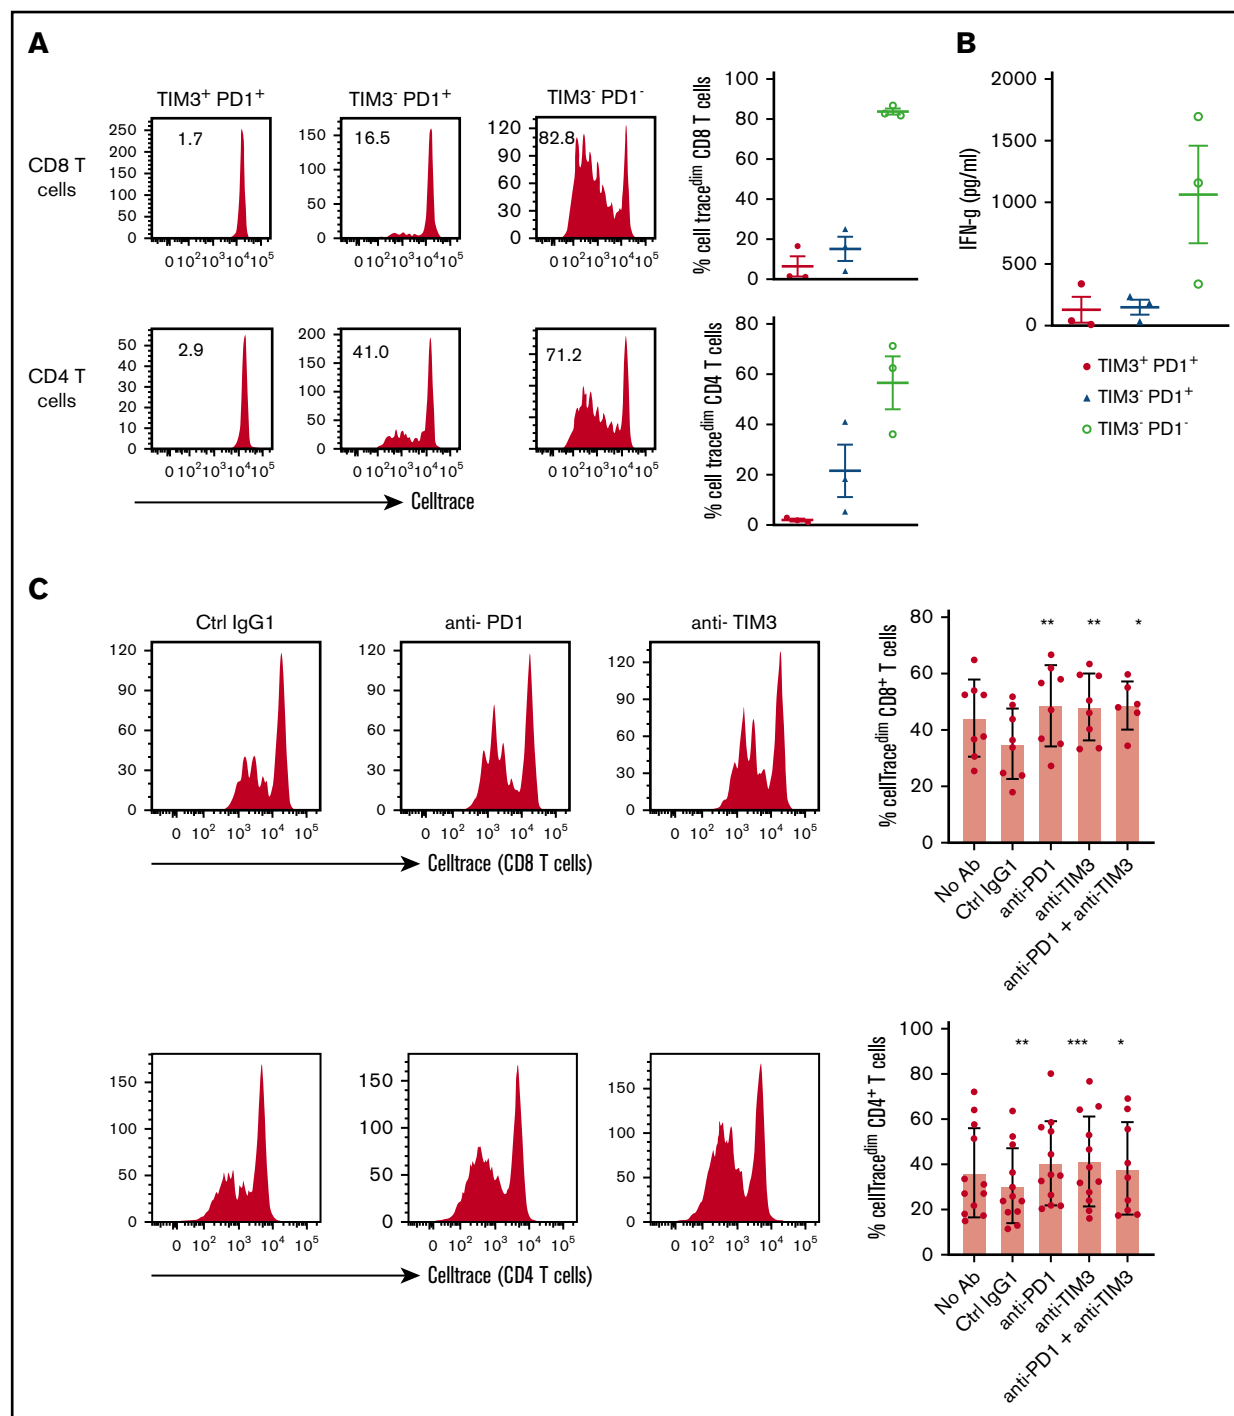 A
TIM3+ PD1+
TIM3- PD1+
TIM3- PD1-
CD8 T cells
250
200
150
100
50
0
1.7
0 10² 10³ 10⁴ 10⁵
150
100
50
0
16.5
0 10² 10³ 10⁴ 10⁵
120
90
60
30
0
82.8
0 10² 10³ 10⁴ 10⁵
% cell trace^dim CD8 T cells
100
80
60
40
20
0
CD4 T cells
50
40
30
20
10
0
2.9
0 10² 10³ 10⁴ 10⁵
200
150
100
50
0
41.0
0 10² 10³ 10⁴ 10⁵
71.2
0 10² 10³ 10⁴ 10⁵
Celltrace
% cell trace^dim CD4 T cells
80
60
40
20
0
B
IFN-g (pg/ml)
2000
1500
1000
500
0
TIM3+ PD1+
TIM3- PD1+
TIM3- PD1-
C
Ctrl IgG1
anti- PD1
anti- TIM3
120
90
60
30
0
0 10² 10³ 10⁴ 10⁵
120
90
60
30
0
0 10² 10³ 10⁴ 10⁵
120
90
60
30
0
0 10² 10³ 10⁴ 10⁵
Celltrace (CD8 T cells)
% cellTrace^dim CD8+ T cells
80
60
40
20
0
** ** *
No Ab
Ctrl IgG1
anti-PD1
anti-TIM3
anti-PD1 + anti-TIM3
150
100
50
0
0 10² 10³ 10⁴ 10⁵
150
100
50
0
0 10² 10³ 10⁴ 10⁵
150
100
50
0
0 10² 10³ 10⁴ 10⁵
Celltrace (CD4 T cells)
% cellTrace^dim CD4+ T cells
100
80
60
40
20
0
** *** *
No Ab
Ctrl IgG1
anti-PD1
anti-TIM3
anti-PD1 + anti-TIM3